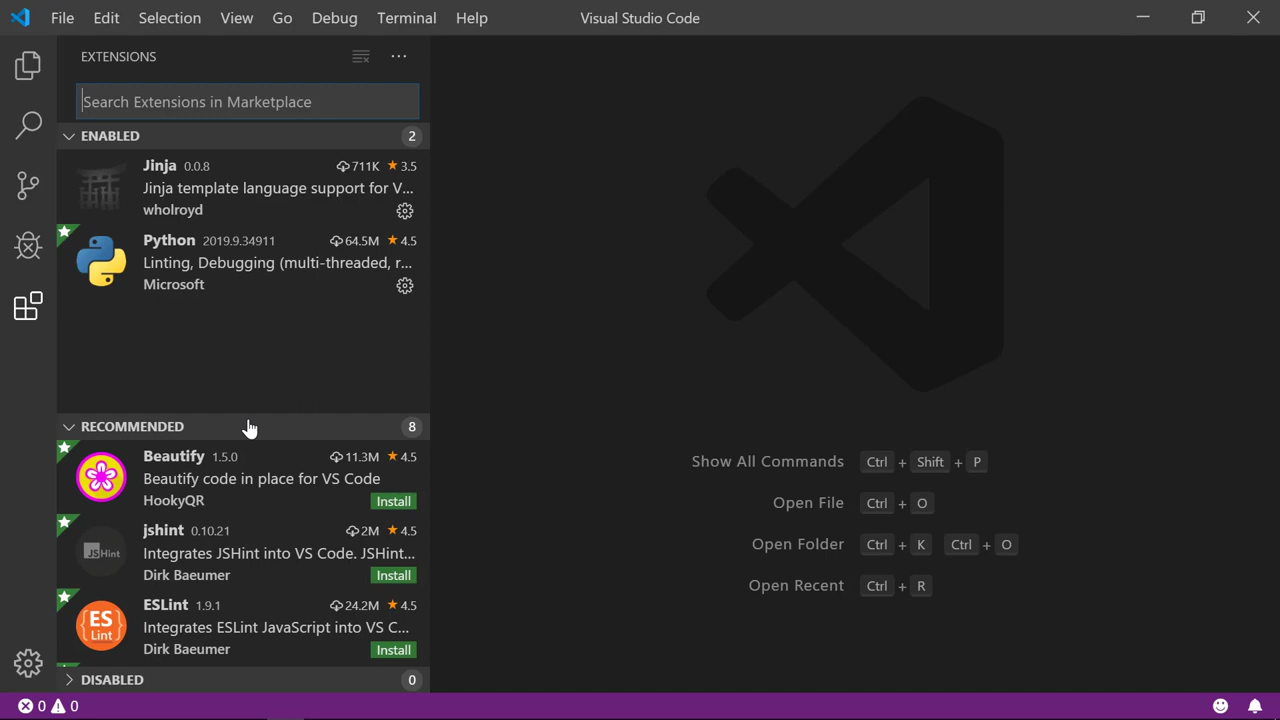 File Edit Selection View Go Debug Terminal Help Visual Studio Code
EXTENSIONS
Search Extensions in Marketplace
ENABLED 2
Jinja 0.0.8 711K 3.5
Jinja template language support for V...
wholroyd
Python 2019.9.34911 64.5M 4.5
Linting, Debugging (multi-threaded, r...
Microsoft
RECOMMENDED 8
Beautify 1.5.0 11.3M 4.5
Beautify code in place for VS Code
HookyQR Install
JSHint
jshint 0.10.21 2M 4.5
Integrates JSHint into VS Code. JSHint...
Dirk Baeumer Install
ES
Lint
ESLint 1.9.1 24.2M 4.5
Integrates ESLint JavaScript into VS C...
Dirk Baeumer Install
DISABLED 0
Show All Commands Ctrl + Shift + P
Open File Ctrl + O
Open Folder Ctrl + K Ctrl + O
Open Recent Ctrl + R
0 0